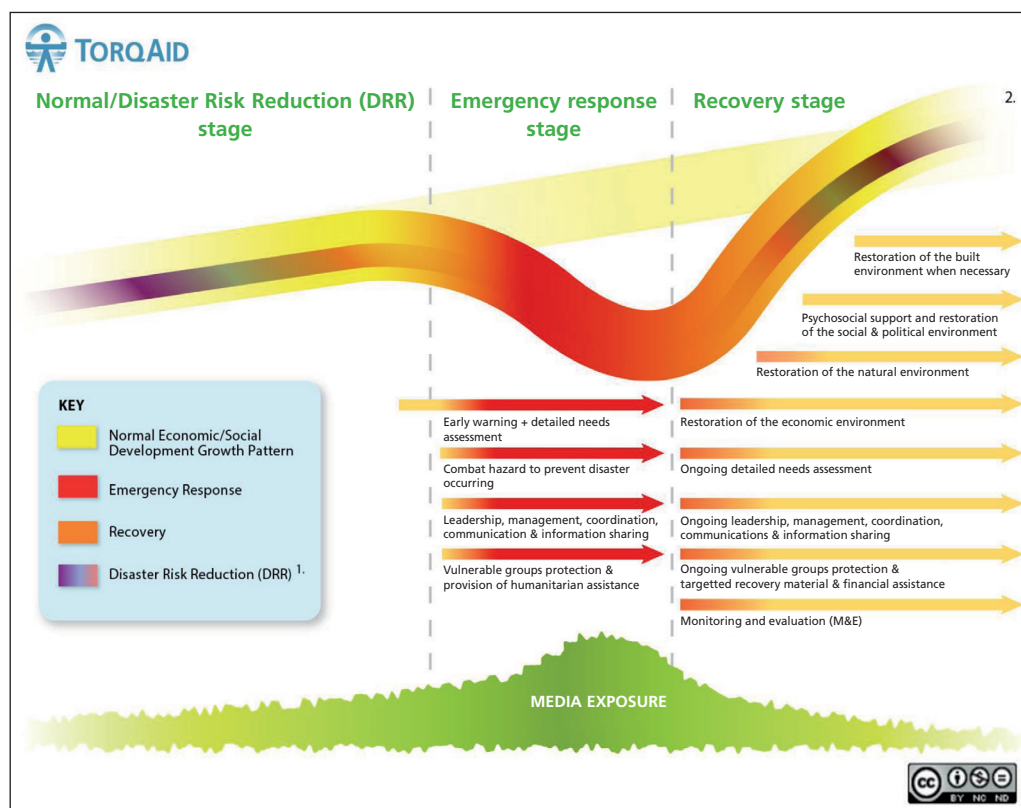 TORQAID
Normal/Disaster Risk Reduction (DRR)
stage
Emergency response
stage
Recovery stage
2.
Restoration of the built
environment when necessary
Psychosocial support and restoration
of the social & political environment
Restoration of the natural environment
KEY
Normal Economic/Social
Development Growth Pattern
Emergency Response
Recovery
Disaster Risk Reduction (DRR) 1.
Early warning + detailed needs
assessment
Combat hazard to prevent disaster
occurring
Leadership, management, coordination,
communication & information sharing
Vulnerable groups protection &
provision of humanitarian assistance
Restoration of the economic environment
Ongoing detailed needs assessment
Ongoing leadership, management, coordination,
communications & information sharing
Ongoing vulnerable groups protection &
targetted recovery material & financial assistance
Monitoring and evaluation (M&E)
MEDIA EXPOSURE
cc
BY NC ND